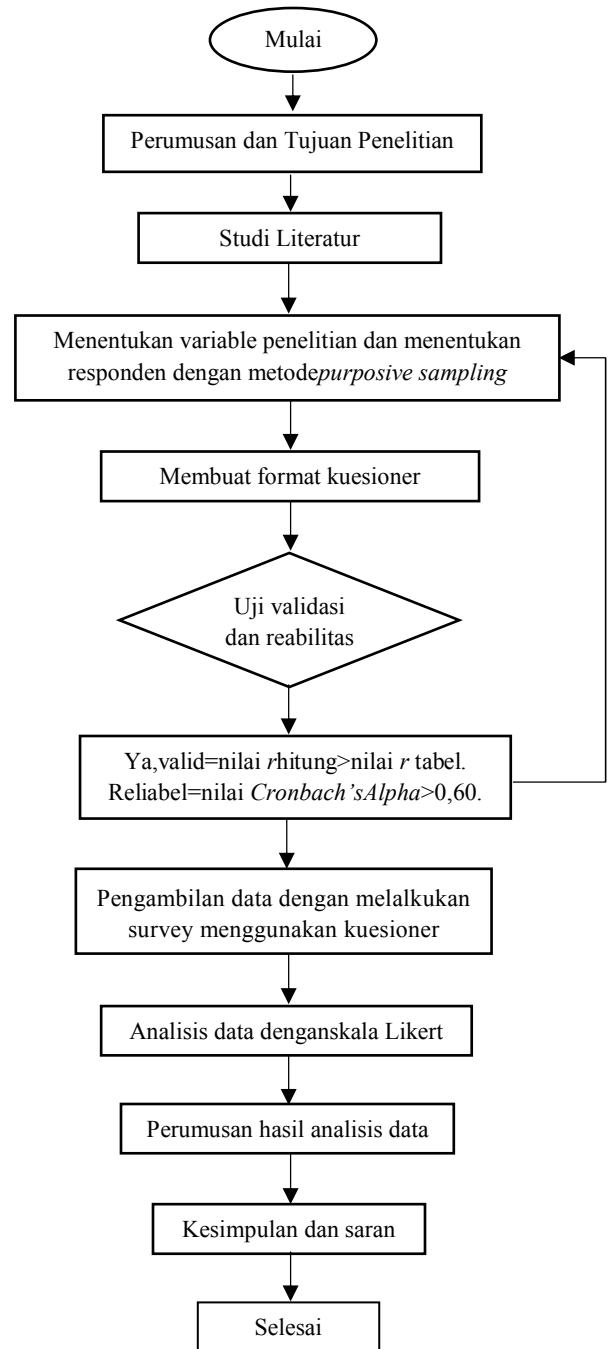 Mulai
Perumusan dan Tujuan Penelitian
Studi Literatur
Menentukan variable penelitian dan menentukan
responden dengan metodepurposive sampling
Membuat format kuesioner
Uji validasi
dan reabilitas
Ya,valid=nilai rhitung>nilai r tabel.
Reliabel=nilai Cronbach’sAlpha>0,60.
Pengambilan data dengan melalkukan
survey menggunakan kuesioner
Analisis data denganskala Likert
Perumusan hasil analisis data
Kesimpulan dan saran
Selesai